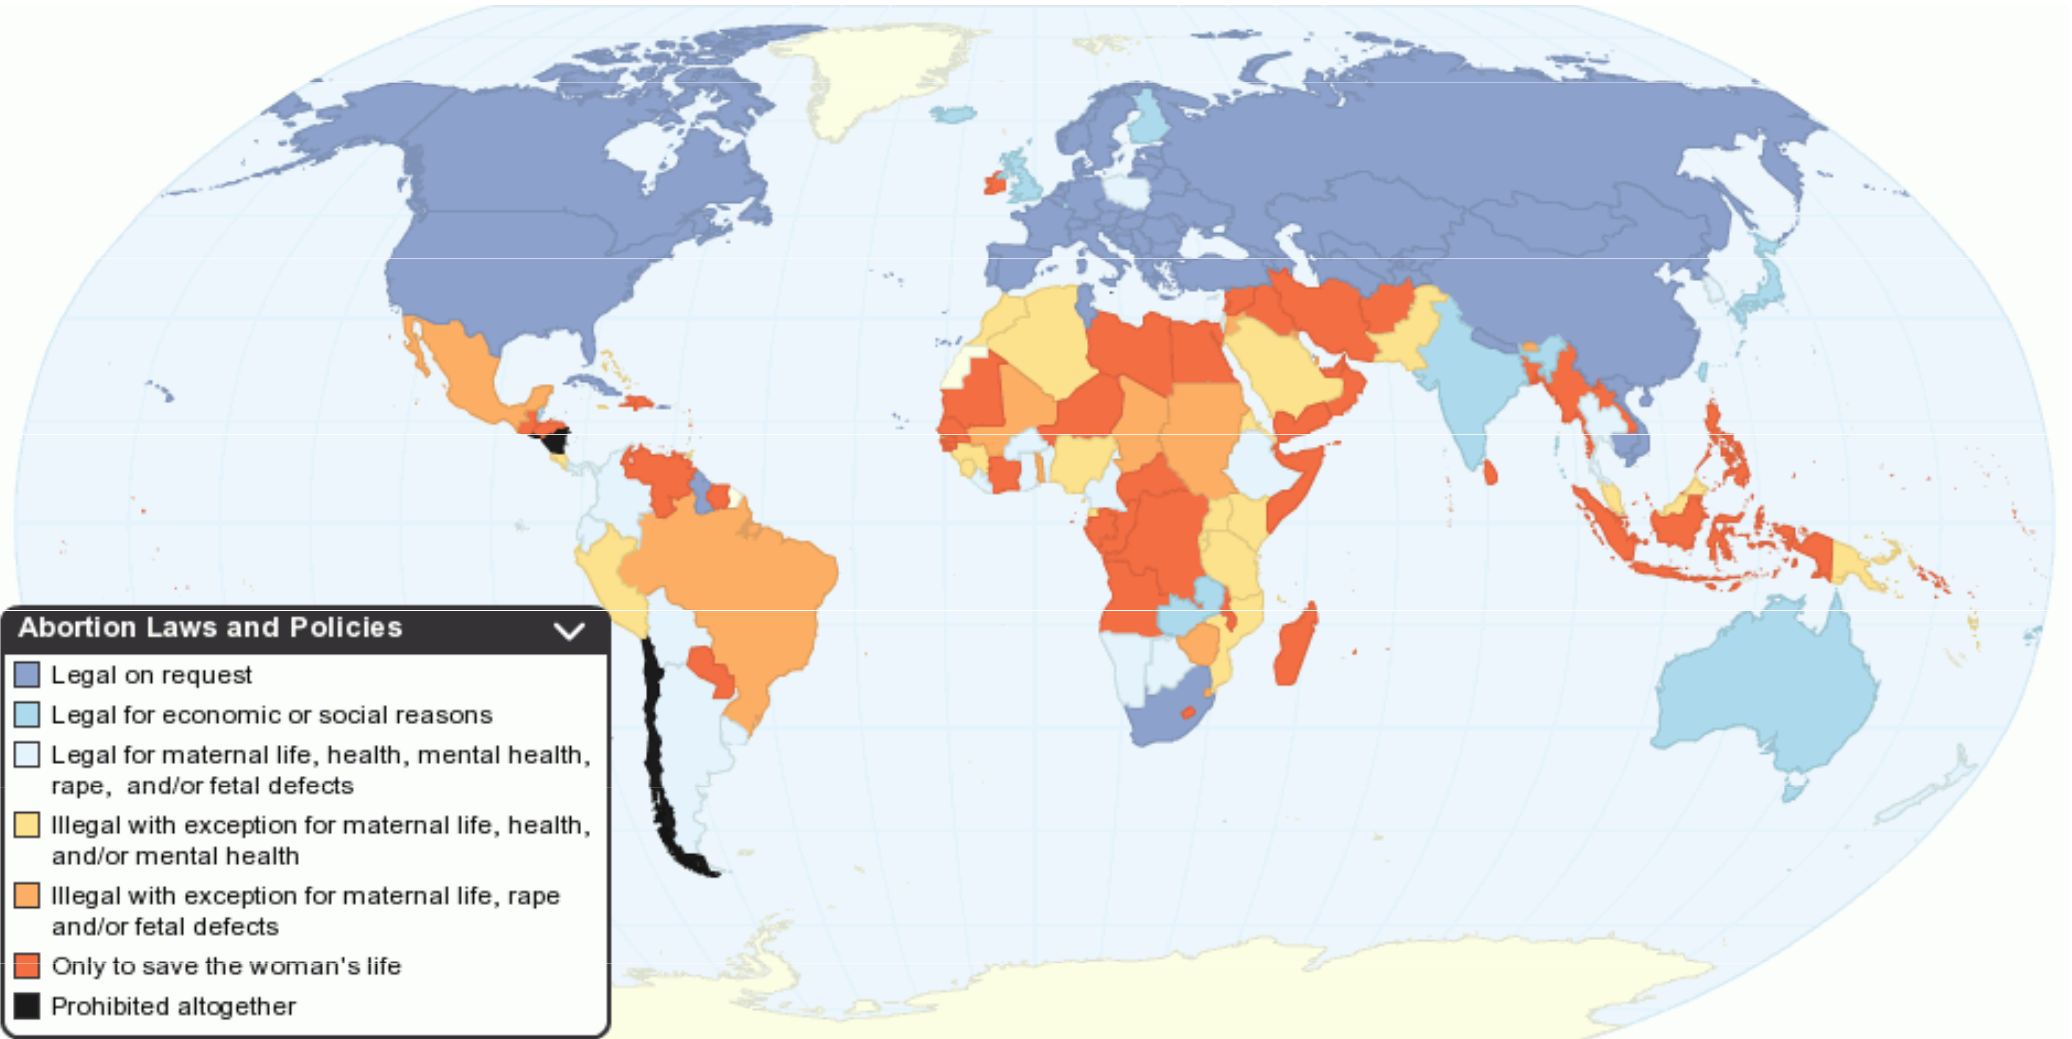 Abortion Laws and Policies
Legal on request
Legal for economic or social reasons
Legal for maternal life, health, mental health,
rape, and/or fetal defects
Illegal with exception for maternal life, health,
and/or mental health
Illegal with exception for maternal life, rape
and/or fetal defects
Only to save the woman's life
Prohibited altogether